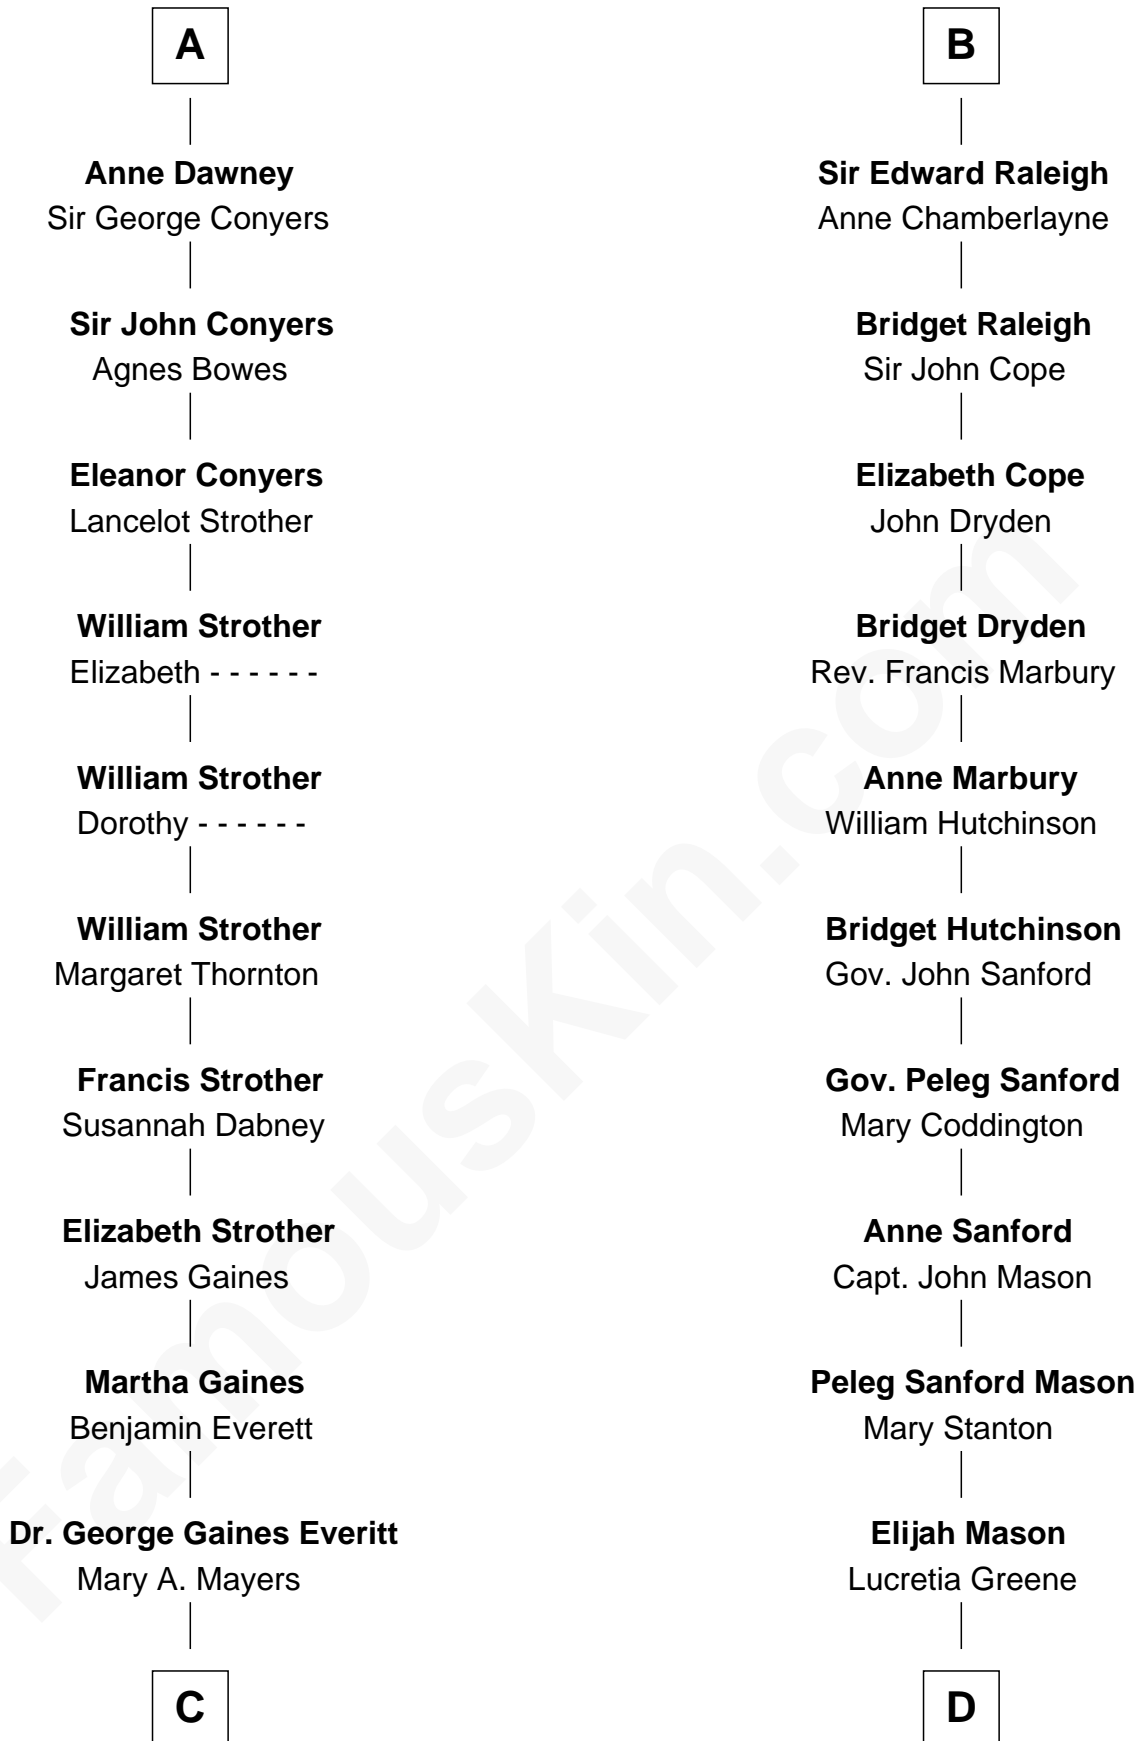 A
Anne Dawney
Sir George Conyers
Sir John Conyers
Agnes Bowes
Eleanor Conyers
Lancelot Strother
William Strother
Elizabeth - - - - - -
William Strother
Dorothy - - - - - -
William Strother
Margaret Thornton
Francis Strother
Susannah Dabney
Elizabeth Strother
James Gaines
Martha Gaines
Benjamin Everett
Dr. George Gaines Everitt
Mary A. Mayers
C
B
Sir Edward Raleigh
Anne Chamberlayne
Bridget Raleigh
Sir John Cope
Elizabeth Cope
John Dryden
Bridget Dryden
Rev. Francis Marbury
Anne Marbury
William Hutchinson
Bridget Hutchinson
Gov. John Sanford
Gov. Peleg Sanford
Mary Coddington
Anne Sanford
Capt. John Mason
Peleg Sanford Mason
Mary Stanton
Elijah Mason
Lucretia Greene
D
FamousKin.com